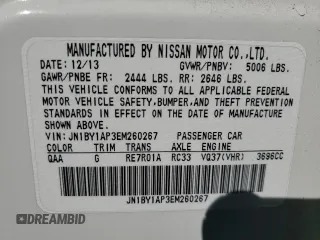 MANUFACTURED BY NISSAN MOTOR CO.,LTD.
DATE: 12/13 GVWR/PNBV: 5006 LBS.
GAWR/PNBE FR: 2444 LBS. RR: 2646 LBS.
THIS VEHICLE CONFORMS TO ALL APPLICABLE FEDERAL
MOTOR VEHICLE SAFETY,BUMPER,AND THEFT PREVENTION
STANDARDS IN EFFECT ON THE DATE OF MANUFACTURE
SHOWN ABOVE.
VIN: JN1BY1AP3EM260267 PASSENGER CAR
COLOR TRIM TRANS AXLE ENGINE
QAA G RE7R01A RC33 VQ37(VHR) 3696CC
JN1BY1AP3EM260267
AUTOBIDCAR